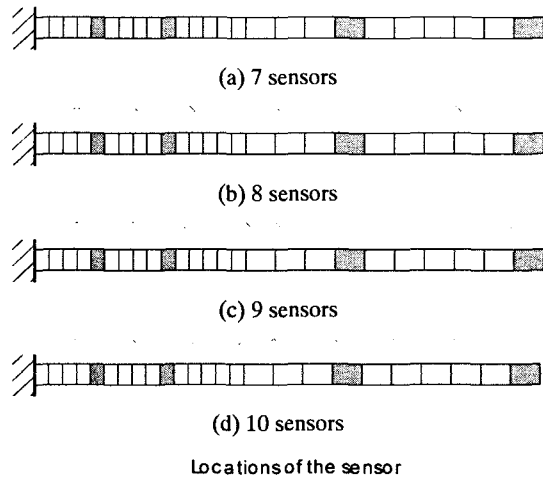 (a) 7 sensors
(b) 8 sensors
(c) 9 sensors
(d) 10 sensors
Locations of the sensor